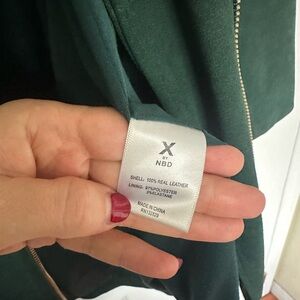 X
BY
NBD
SHELL: 100% REAL LEATHER
LINING: 97%POLYESTER
3%ELASTANE
MADE IN CHINA